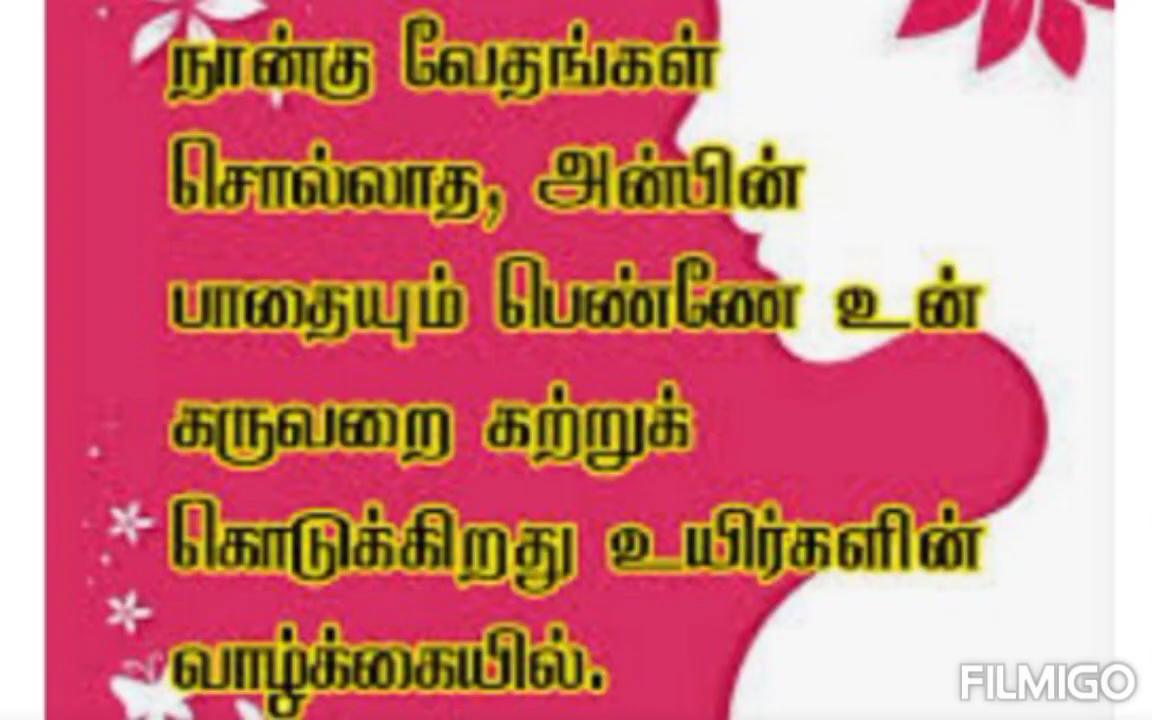 நான்கு வேதங்கள்
சொல்லாத, அன்பின்
பாதையும் பெண்ணே உன்
கருவறை கற்றுக்
கொடுக்கிறது உயிர்களின்
வாழ்க்கையில்.
FILMIGO